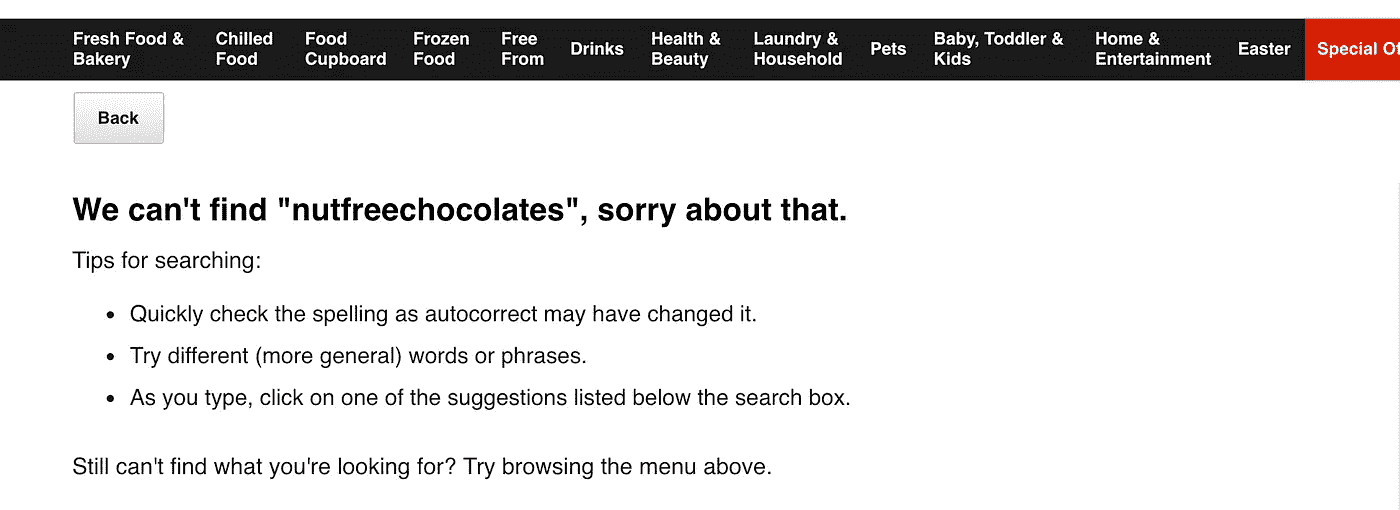 Fresh Food & Bakery
Chilled Food
Food Cupboard
Frozen Food
Free From
Drinks
Health & Beauty
Laundry & Household
Pets
Baby, Toddler & Kids
Home & Entertainment
Easter
Special
Back
We can't find "nutfreechocolates", sorry about that.
Tips for searching:
• Quickly check the spelling as autocorrect may have changed it.
• Try different (more general) words or phrases.
• As you type, click on one of the suggestions listed below the search box.
Still can't find what you're looking for? Try browsing the menu above.